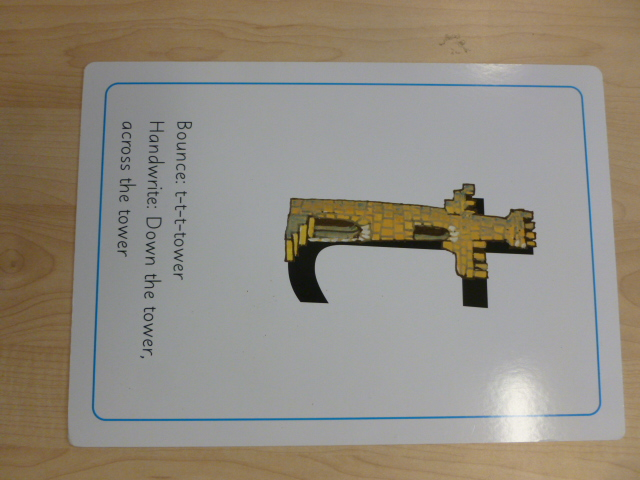 Bounce: t-t-t-tower
Handwrite: Down the tower,
across the tower